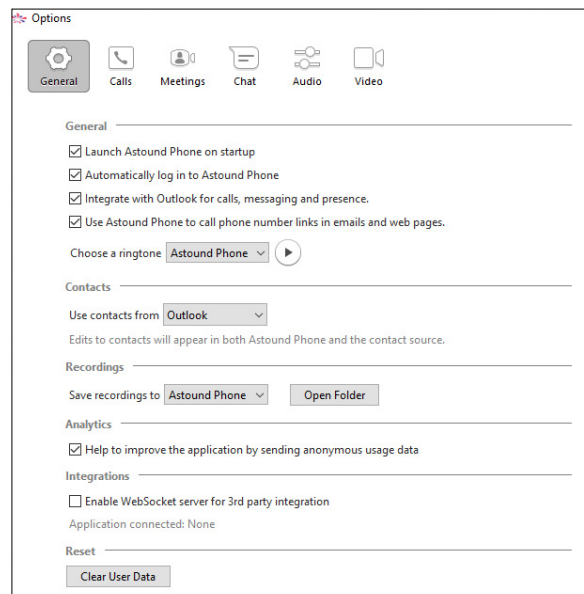 Options
General Calls Meetings Chat Audio Video
General
Launch Astound Phone on startup
Automatically log in to Astound Phone
Integrate with Outlook for calls, messaging and presence.
Use Astound Phone to call phone number links in emails and web pages.
Choose a ringtone Astound Phone
Contacts
Use contacts from Outlook
Edits to contacts will appear in both Astound Phone and the contact source.
Recordings
Save recordings to Astound Phone Open Folder
Analytics
Help to improve the application by sending anonymous usage data
Integrations
Enable WebSocket server for 3rd party integration
Application connected: None
Reset
Clear User Data